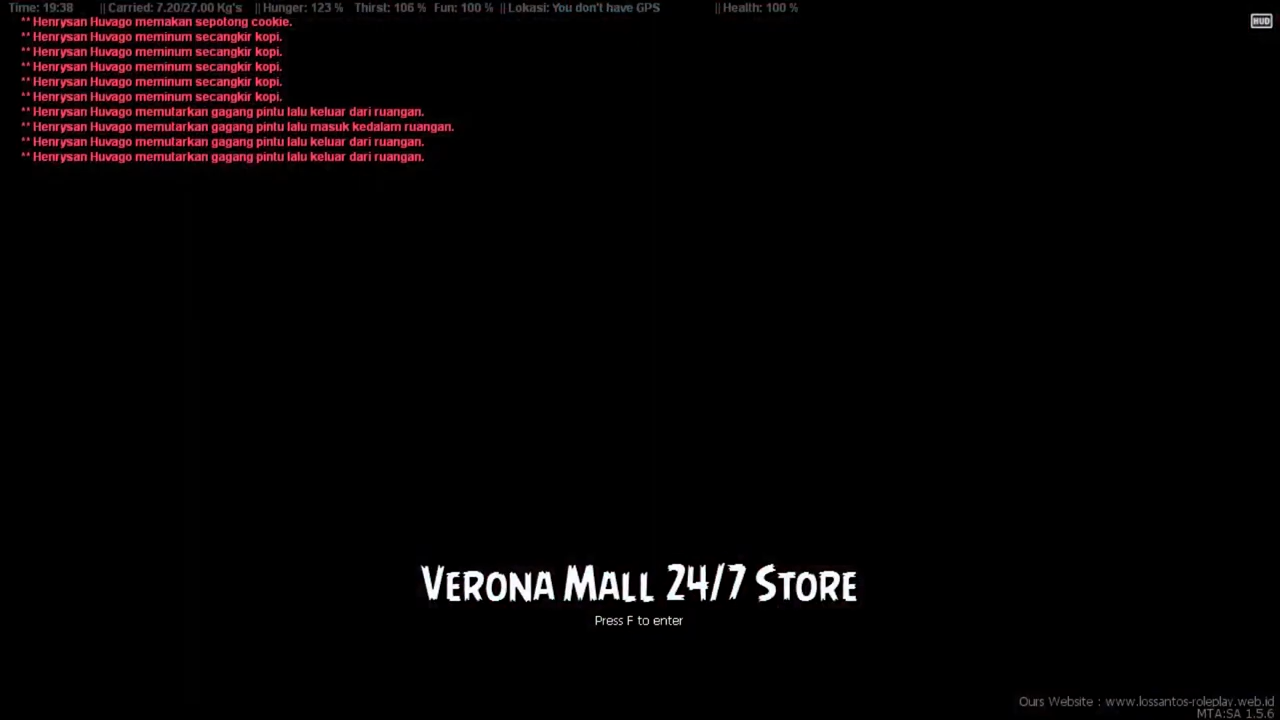 Time: 19:38 || Carried: 7.20/27.00 Kg's || Hunger: 123 % Thirst: 106 % Fun: 100 % || Lokasi: You don't have GPS || Health: 100 %
** Henrysan Huvago memakan sepotong cookie.
HUD
** Henrysan Huvago meminum secangkir kopi.
** Henrysan Huvago meminum secangkir kopi.
** Henrysan Huvago meminum secangkir kopi.
** Henrysan Huvago meminum secangkir kopi.
** Henrysan Huvago meminum secangkir kopi.
** Henrysan Huvago memutarkan gagang pintu lalu keluar dari ruangan.
** Henrysan Huvago memutarkan gagang pintu lalu masuk kedalam ruangan.
** Henrysan Huvago memutarkan gagang pintu lalu keluar dari ruangan.
** Henrysan Huvago memutarkan gagang pintu lalu keluar dari ruangan.
Verona Mall 24/7 Store
Press F to enter
Ours Website : www.lossantos-roleplay.web.id
MTA:SA 1.5.6